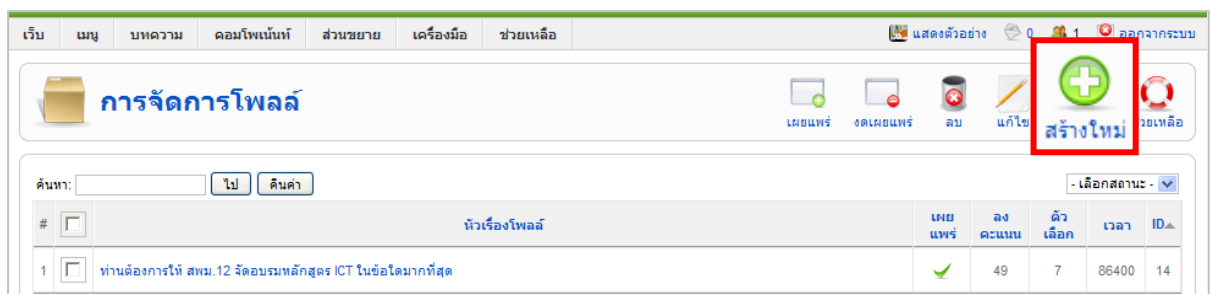 เว็บ เมนู บทความ คอมโพเน้นท์ ส่วนขยาย เครื่องมือ ช่วยเหลือ แสดงตัวอย่าง 0 1 ออกจากระบบ
การจัดการโพลล์
เผยแพร่ งดเผยแพร่ ลบ แก้ไข สร้างใหม่ วยเหลือ
ค้นหา: ไป คืนค่า - เลือกสถานะ -
# หัวเรื่องโพลล์ เผยแพร่ ลงคะแนน ตัวเลือก เวลา ID
1 ท่านต้องการให้ สพม.12 จัดอบรมหลักสูตร ICT ในข้อใดมากที่สุด 49 7 86400 14